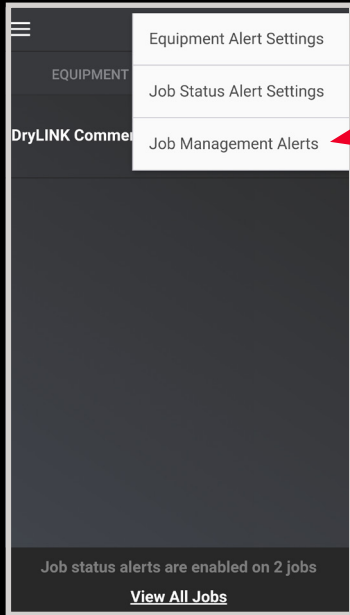 Equipment Alert Settings
EQUIPMENT
Job Status Alert Settings
DryLINK Comme
Job Management Alerts
Job status alerts are enabled on 2 jobs
View All Jobs